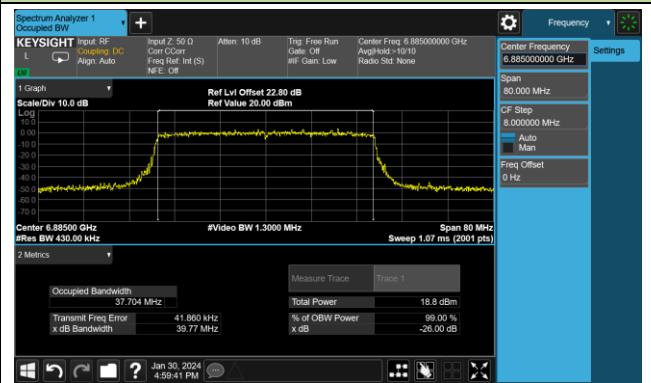 Spectrum Analyzer 1
Occupied BW
Frequency
KEYSIGHT
L
Input: RF
Coupling: DC
Align: Auto
Input Z: 50 Ω
Corr CCorr
Freq Ref: Int (S)
NFE: Off
Atten: 10 dB
Trig: Free Run
Gate: Off
#IF Gain: Low
Center Freq: 6.885000000 GHz
Avg|Hold:>10/10
Radio Std: None
Center Frequency
6.885000000 GHz
Settings
Span
80.000 MHz
CF Step
8.000000 MHz
Auto
Man
Freq Offset
0 Hz
1 Graph
Scale/Div 10.0 dB
Ref Lvl Offset 22.80 dB
Ref Value 20.00 dBm
Log
10.0
0.00
-10.0
-20.0
-30.0
-40.0
-50.0
-60.0
-70.0
Center 6.88500 GHz
#Res BW 430.00 kHz
#Video BW 1.3000 MHz
Span 80 MHz
Sweep 1.07 ms (2001 pts)
2 Metrics
Measure Trace
Trace 1
Occupied Bandwidth
37.704 MHz
Total Power
18.8 dBm
Transmit Freq Error
41.860 kHz
% of OBW Power
99.00 %
x dB Bandwidth
39.77 MHz
x dB
-26.00 dB
?
Jan 30, 2024
4:59:41 PM